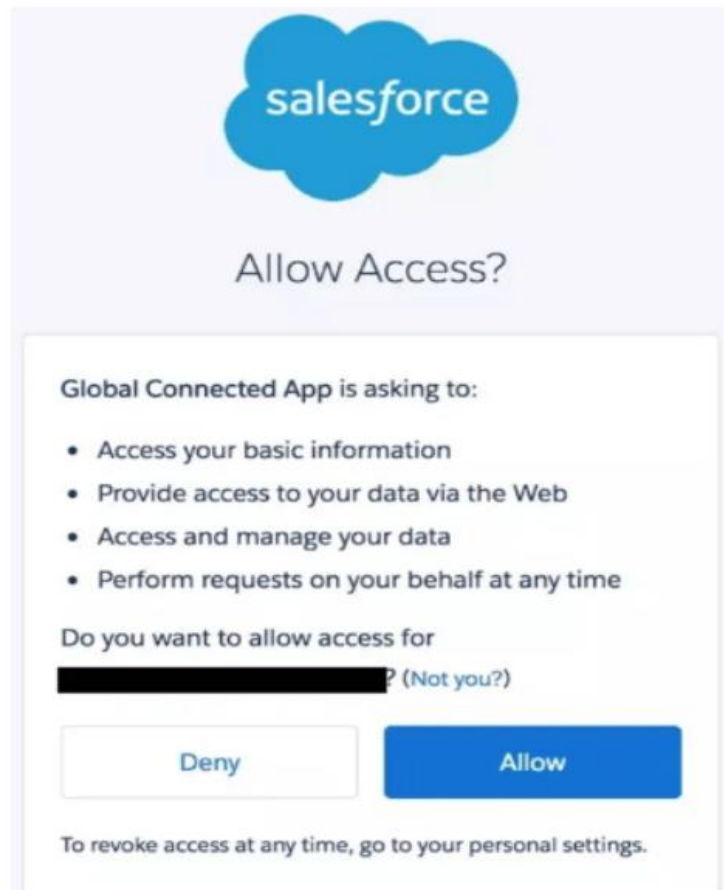 salesforce
Allow Access?
Global Connected App is asking to:
• Access your basic information
• Provide access to your data via the Web
• Access and manage your data
• Perform requests on your behalf at any time
Do you want to allow access for
? (Not you?)
Deny
Allow
To revoke access at any time, go to your personal settings.